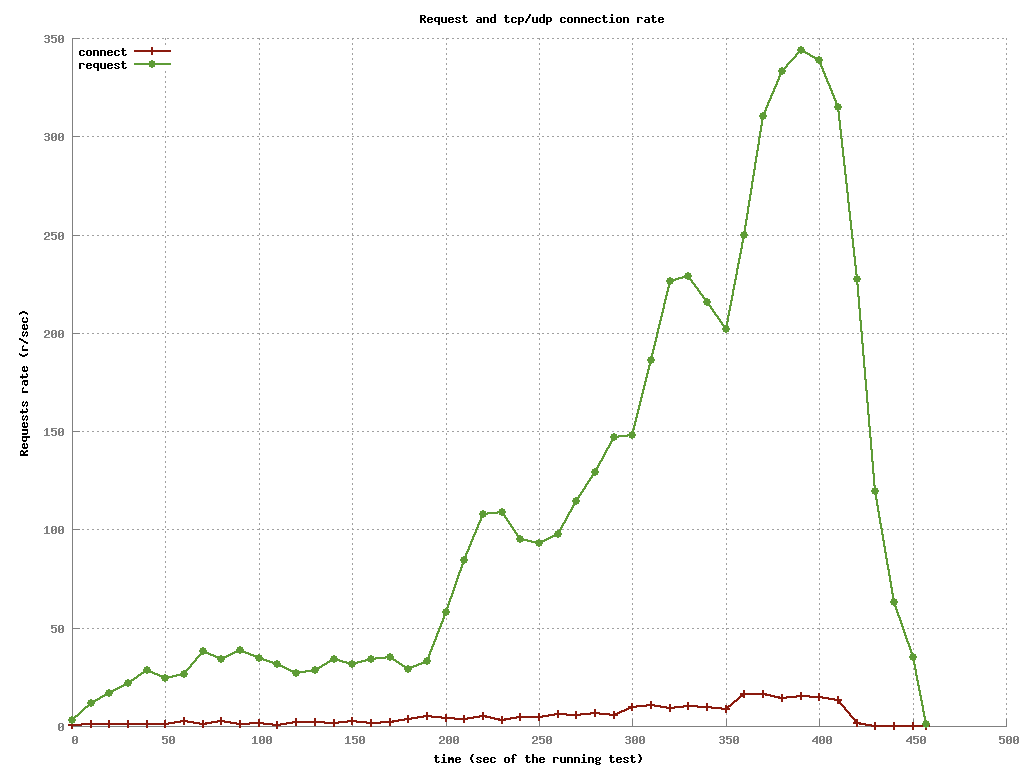 Request and tcp/udp connection rate
connect
request
350
300
250
200
150
100
50
0
Requests rate (r/sec)
0 50 100 150 200 250 300 350 400 450 500
time (sec of the running test)